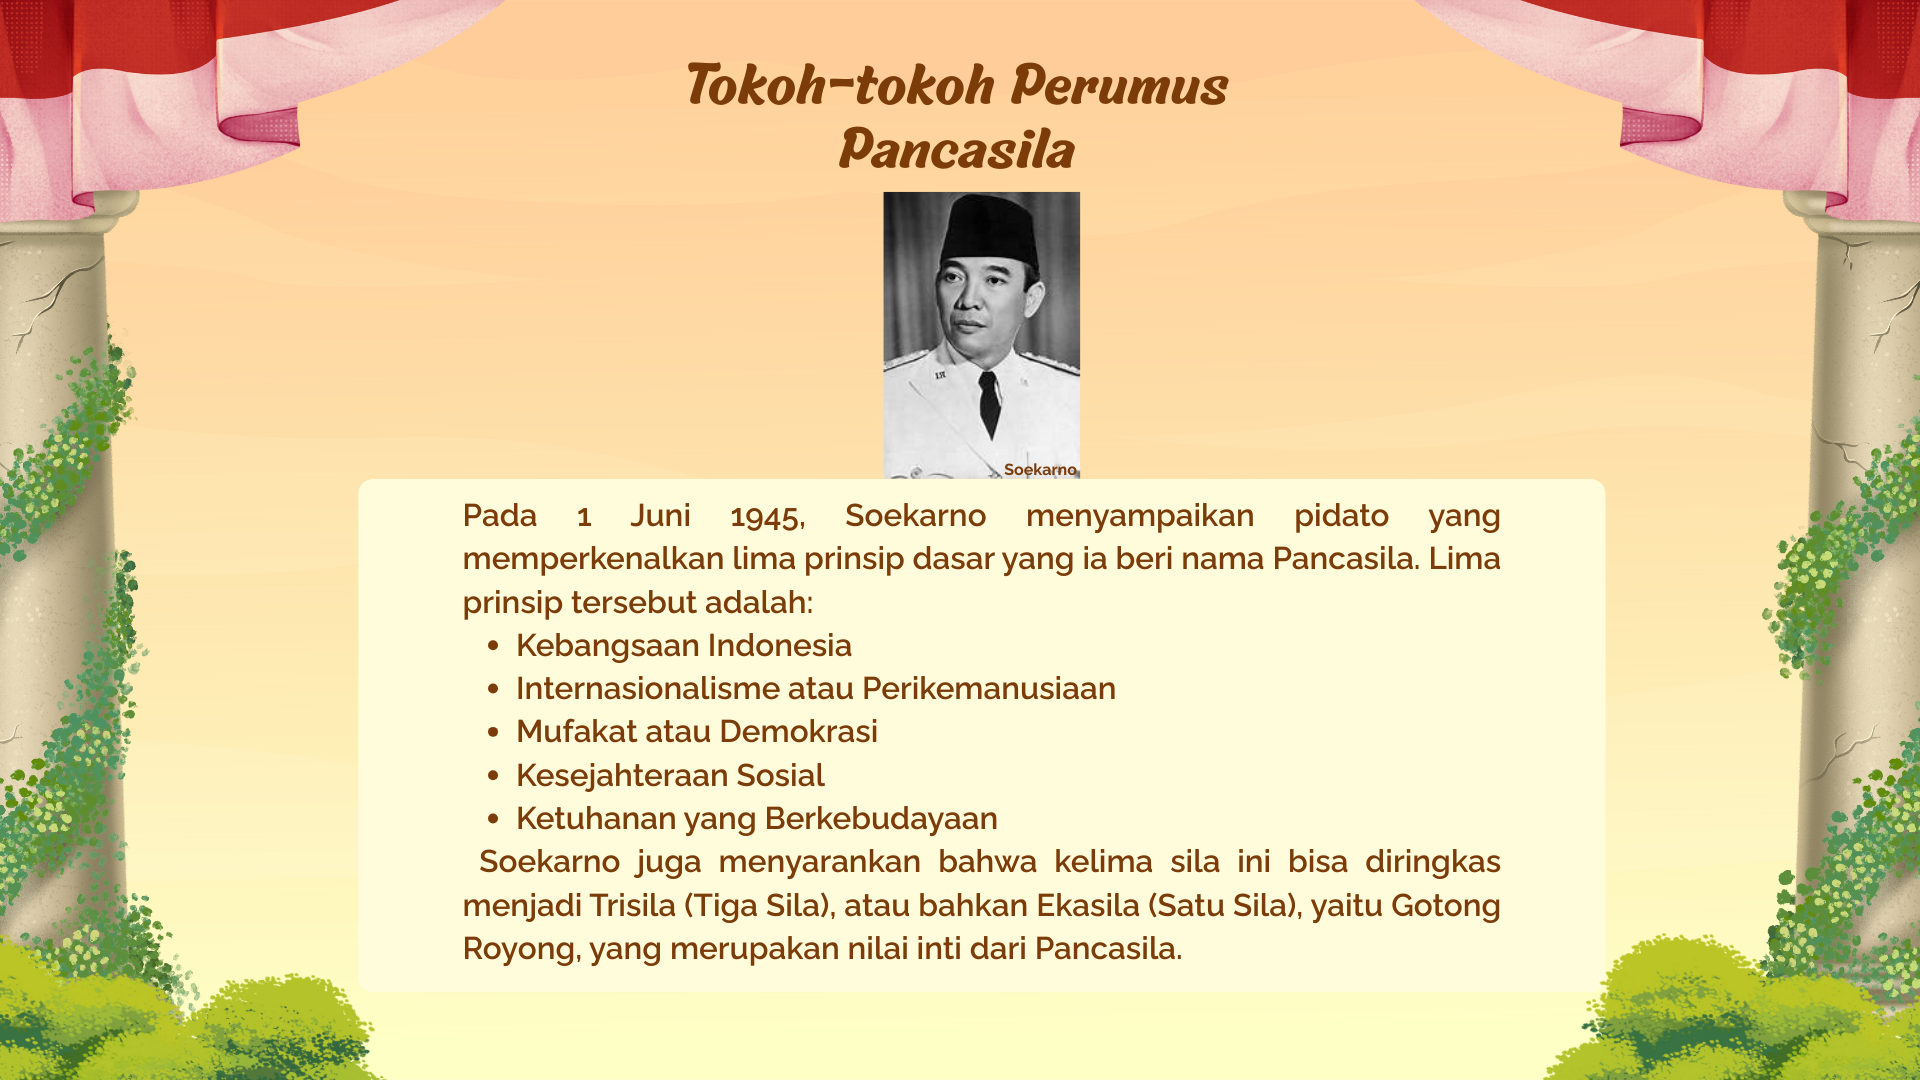 Tokoh-tokoh Perumus
Pancasila
Soekarno
Pada 1 Juni 1945, Soekarno menyampaikan pidato yang
memperkenalkan lima prinsip dasar yang ia beri nama Pancasila. Lima
prinsip tersebut adalah:
• Kebangsaan Indonesia
• Internasionalisme atau Perikemanusiaan
• Mufakat atau Demokrasi
• Kesejahteraan Sosial
• Ketuhanan yang Berkebudayaan
Soekarno juga menyarankan bahwa kelima sila ini bisa diringkas
menjadi Trisila (Tiga Sila), atau bahkan Ekasila (Satu Sila), yaitu Gotong
Royong, yang merupakan nilai inti dari Pancasila.